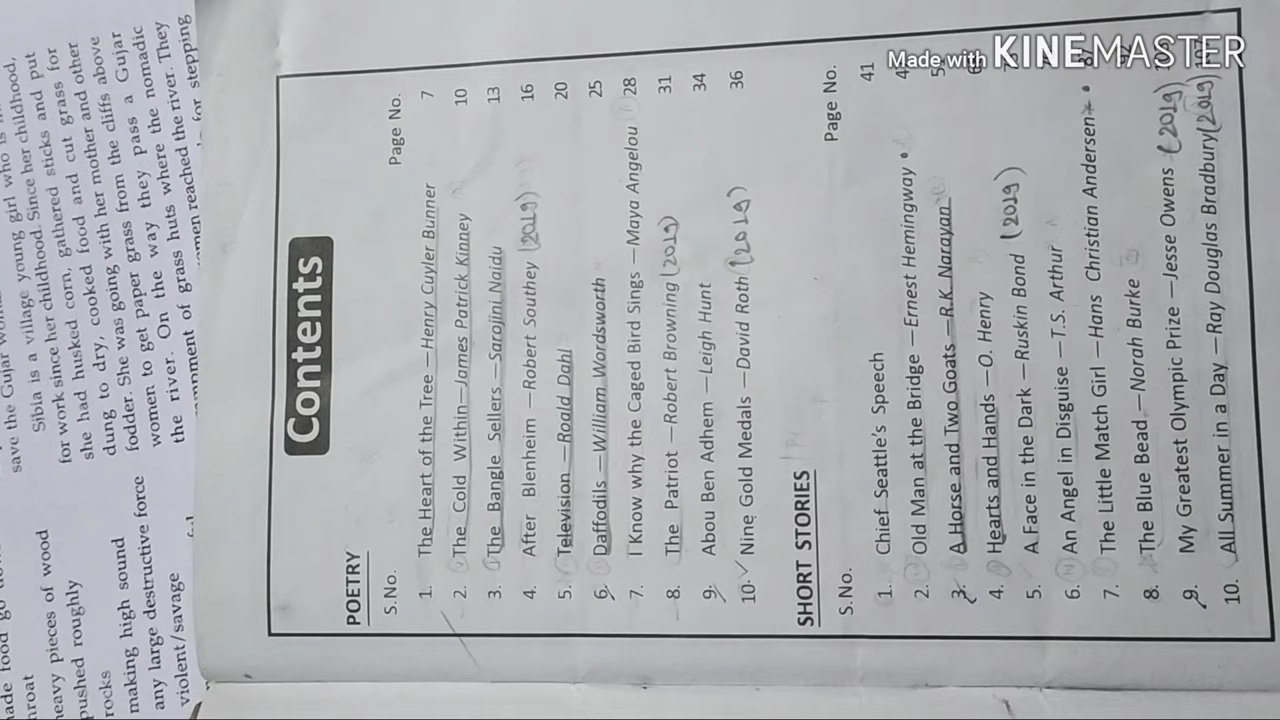 save the Gujar
Sibla is a village young girl who is
for work since her childhood. Since her childhood,
she had husked corn, gathered sticks and put
dung to dry, cooked food and cut grass for
fodder. She was going with her mother and other
women to get paper grass from the cliffs above
the river. On the way they pass a Gujar
of grass huts where the nomadic
women reached the river. They
for stepping
heavy pieces of wood
pushed roughly
rocks
making high sound
any large destructive force
violent/savage
Contents
POETRY
S.No. Page No.
1. The Heart of the Tree —Henry Cuyler Bunner 7
2. The Cold Within—James Patrick Kinney 10
3. The Bangle Sellers —Sarojini Naidu 13
4. After Blenheim —Robert Southey (2019) 16
5. Television —Roald Dahl 20
6. Daffodils —William Wordsworth 25
7. I Know why the Caged Bird Sings —Maya Angelou 28
8. The Patriot —Robert Browning (2019) 31
9. Abou Ben Adhem —Leigh Hunt 34
10. ✓ Nine Gold Medals —David Roth (2019) 36
SHORT STORIES
S.No. Page No.
1. Chief Seattle's Speech 41
2. Old Man at the Bridge —Ernest Hemingway
3. A Horse and Two Goats —R.K. Narayan
4. Hearts and Hands —O. Henry
5. A Face in the Dark —Ruskin Bond (2019)
6. An Angel in Disguise —T.S. Arthur
7. The Little Match Girl —Hans Christian Andersen*
8. The Blue Bead —Norah Burke
9. My Greatest Olympic Prize —Jesse Owens (2019)
10. All Summer in a Day —Ray Douglas Bradbury (2019)
Made with KINEMASTER